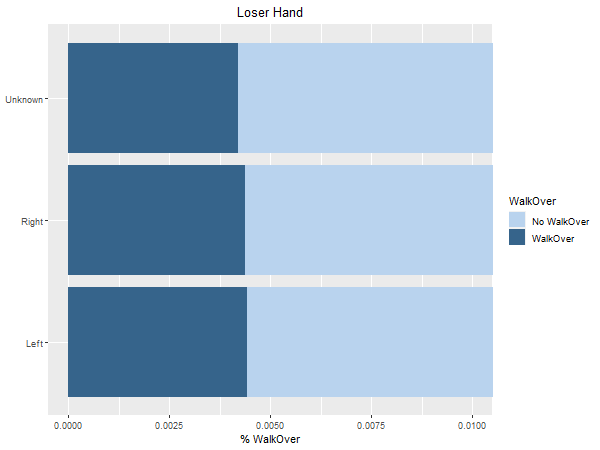 Loser Hand
Unknown
Right
Left
0.0000 0.0025 0.0050 0.0075 0.0100
% WalkOver
WalkOver
No WalkOver
WalkOver